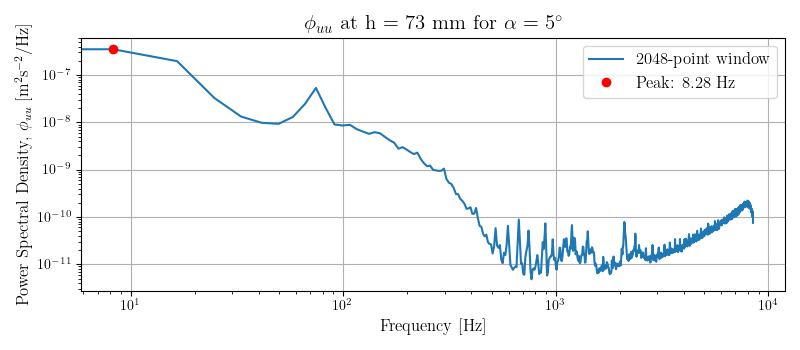 ϕuu at h = 73 mm for α = 5°
Power Spectral Density, ϕuu [m²s⁻²/Hz]
10⁻⁷
10⁻⁸
10⁻⁹
10⁻¹⁰
10⁻¹¹
2048-point window
Peak: 8.28 Hz
10¹ 10² 10³ 10⁴
Frequency [Hz]